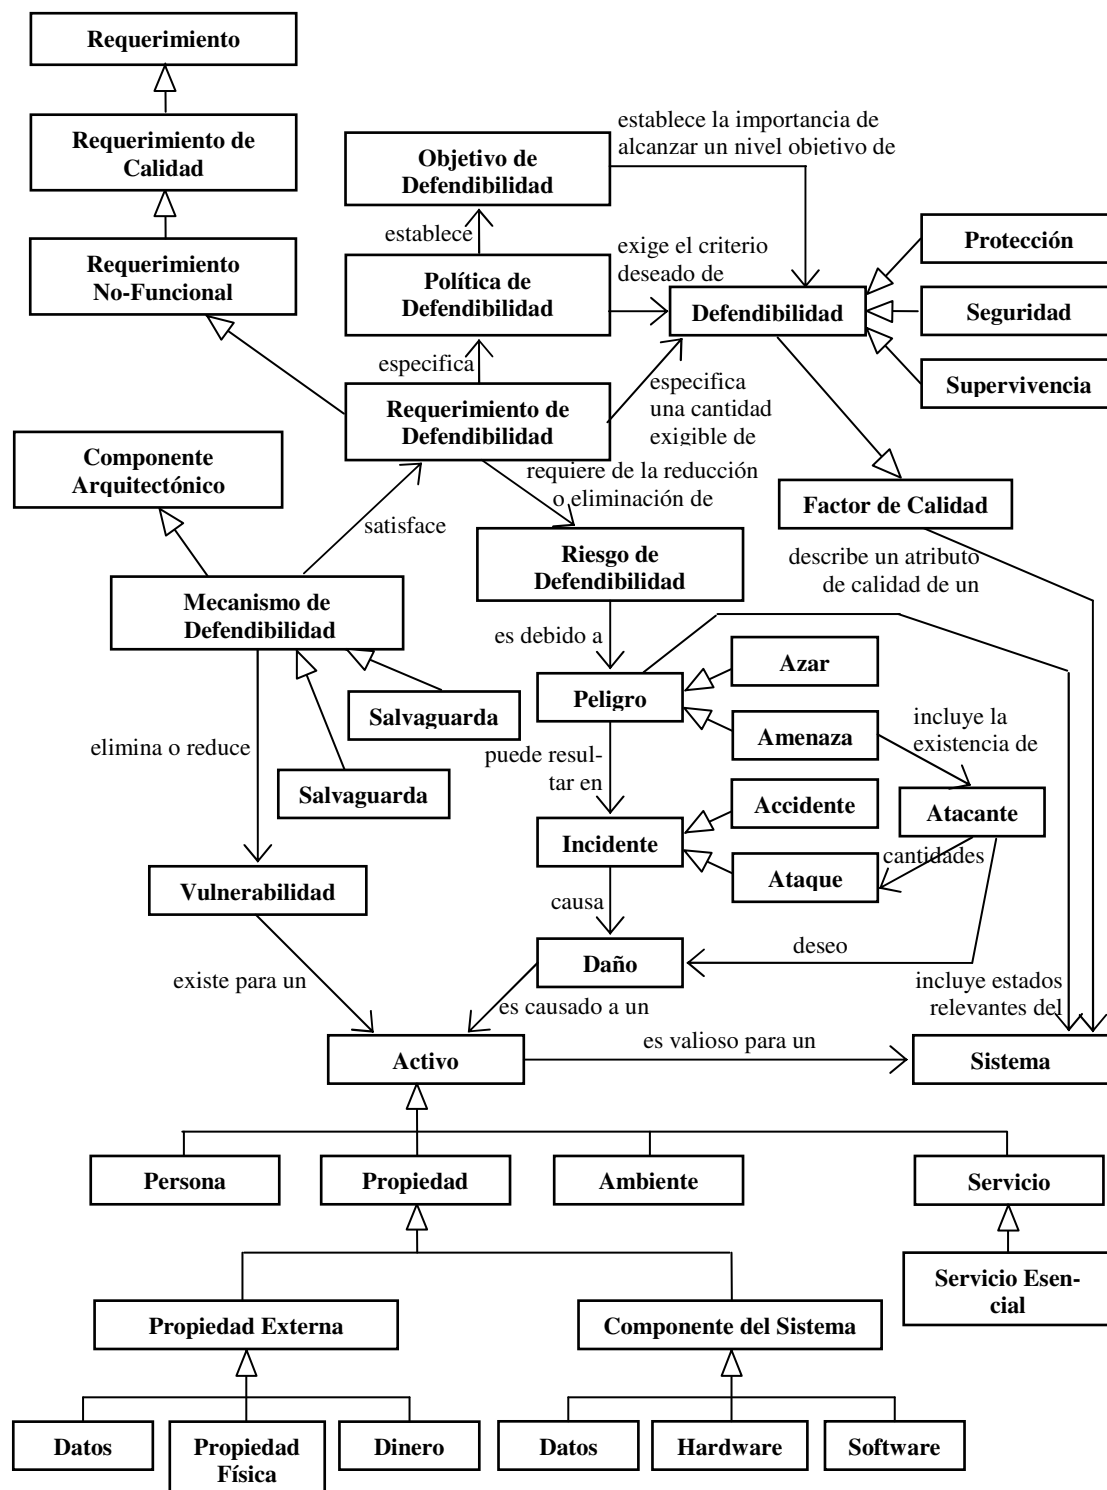 Requerimiento
Requerimiento de
Calidad
Requerimiento
No-Funcional
Objetivo de
Defendibilidad
establece la importancia de
alcanzar un nivel objetivo de
establece
Política de
Defendibilidad
exige el criterio
deseado de
Defendibilidad
Protección
Seguridad
Supervivencia
especifica
Requerimiento de
Defendibilidad
especifica
una cantidad
exigible de
Componente
Arquitectónico
requiere de la reducción
o eliminación de
Factor de Calidad
satisface
Riesgo de
Defendibilidad
describe un atributo
de calidad de un
Mecanismo de
Defendibilidad
es debido a
Azar
Peligro
Salvaguarda
Amenaza
incluye la
existencia de
elimina o reduce
puede resul-
tar en
Salvaguarda
Accidente
Atacante
Incidente
cantidades
Ataque
Vulnerabilidad
causa
deseo
Daño
existe para un
es causado a un
incluye estados
relevantes del
Activo
es valioso para un
Sistema
Persona
Propiedad
Ambiente
Servicio
Servicio Esen-
cial
Propiedad Externa
Componente del Sistema
Datos
Propiedad
Física
Dinero
Datos
Hardware
Software